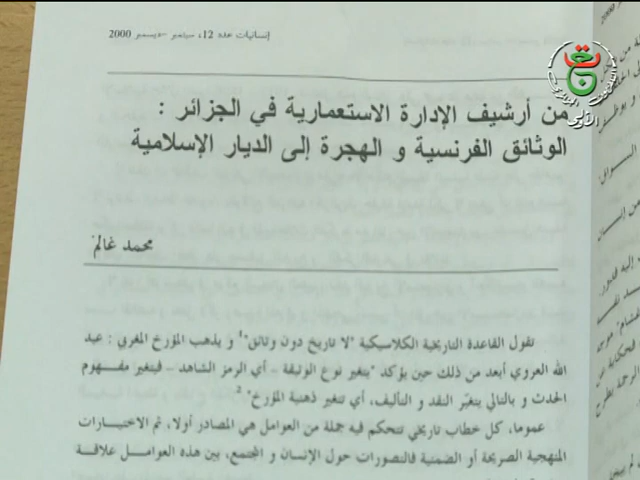 إنسانيات عدد 12، سبتمبر -ديسمبر 2000
من أرشيف الإدارة الاستعمارية في الجزائر :
الوثائق الفرنسية و الهجرة إلى الديار الإسلامية
محمد غالم
تقول القاعدة التاريخية الكلاسيكية "لا تاريخ دون وثائق"1 و يذهب المؤرخ المغربي : عبد
الله العروي أبعد من ذلك حين يؤكد "بتغير نوع الوثيقة – أي الرمز الشاهد – فيتغير مفهوم
الحدث و بالتالي يتغيّر النقد و التأليف، أي تتغير ذهنية المؤرخ".2
عموما، كل خطاب تاريخي تتحكم فيه جملة من العوامل هي المصادر أولا، ثم الاختيارات
المنهجية الصريحة أو الضمنية فالتصورات حول الإنسان و المجتمع، بين هذه العوامل علاقة
الأولى